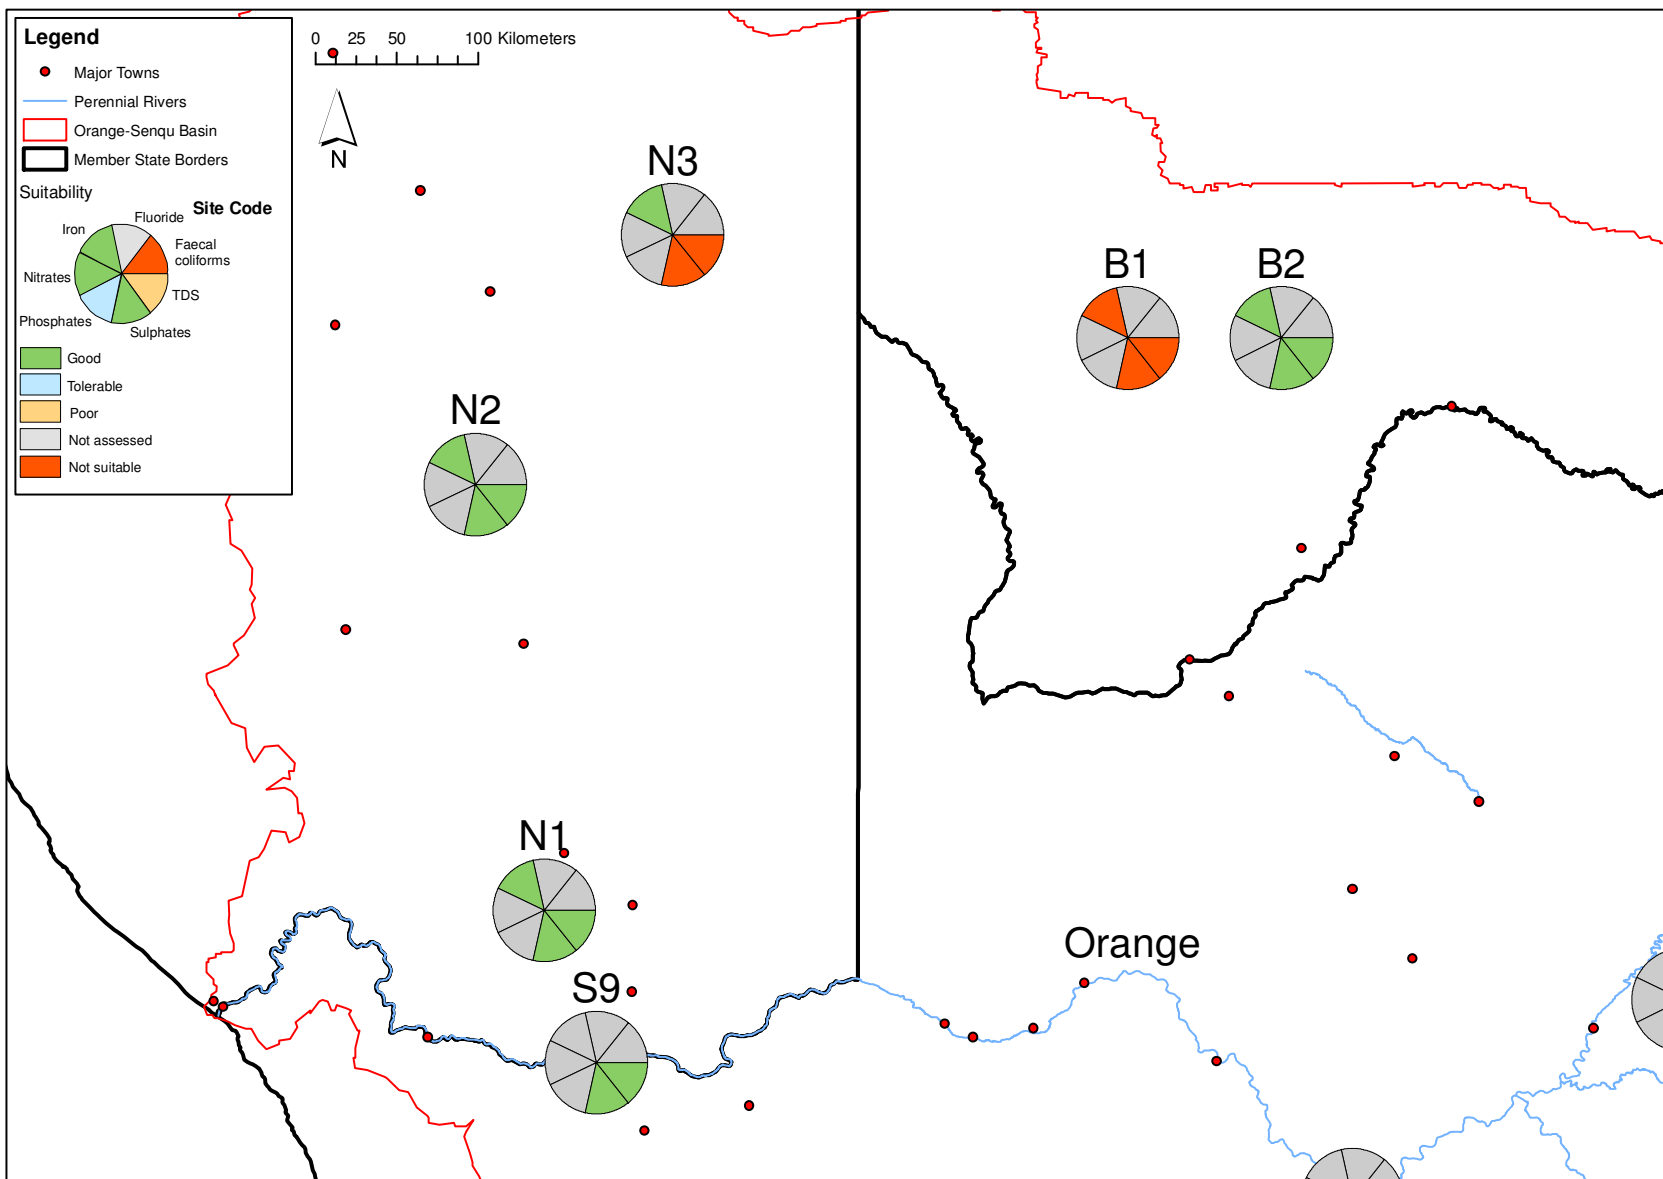 Legend
Major Towns
Perennial Rivers
Orange-Senqu Basin
Member State Borders
Suitability
Site Code
Fluoride
Iron
Faecal
coliforms
Nitrates
TDS
Phosphates
Sulphates
Good
Tolerable
Poor
Not assessed
Not suitable
0 25 50 100 Kilometers
N
N3
B1 B2
N2
N1
Orange
S9